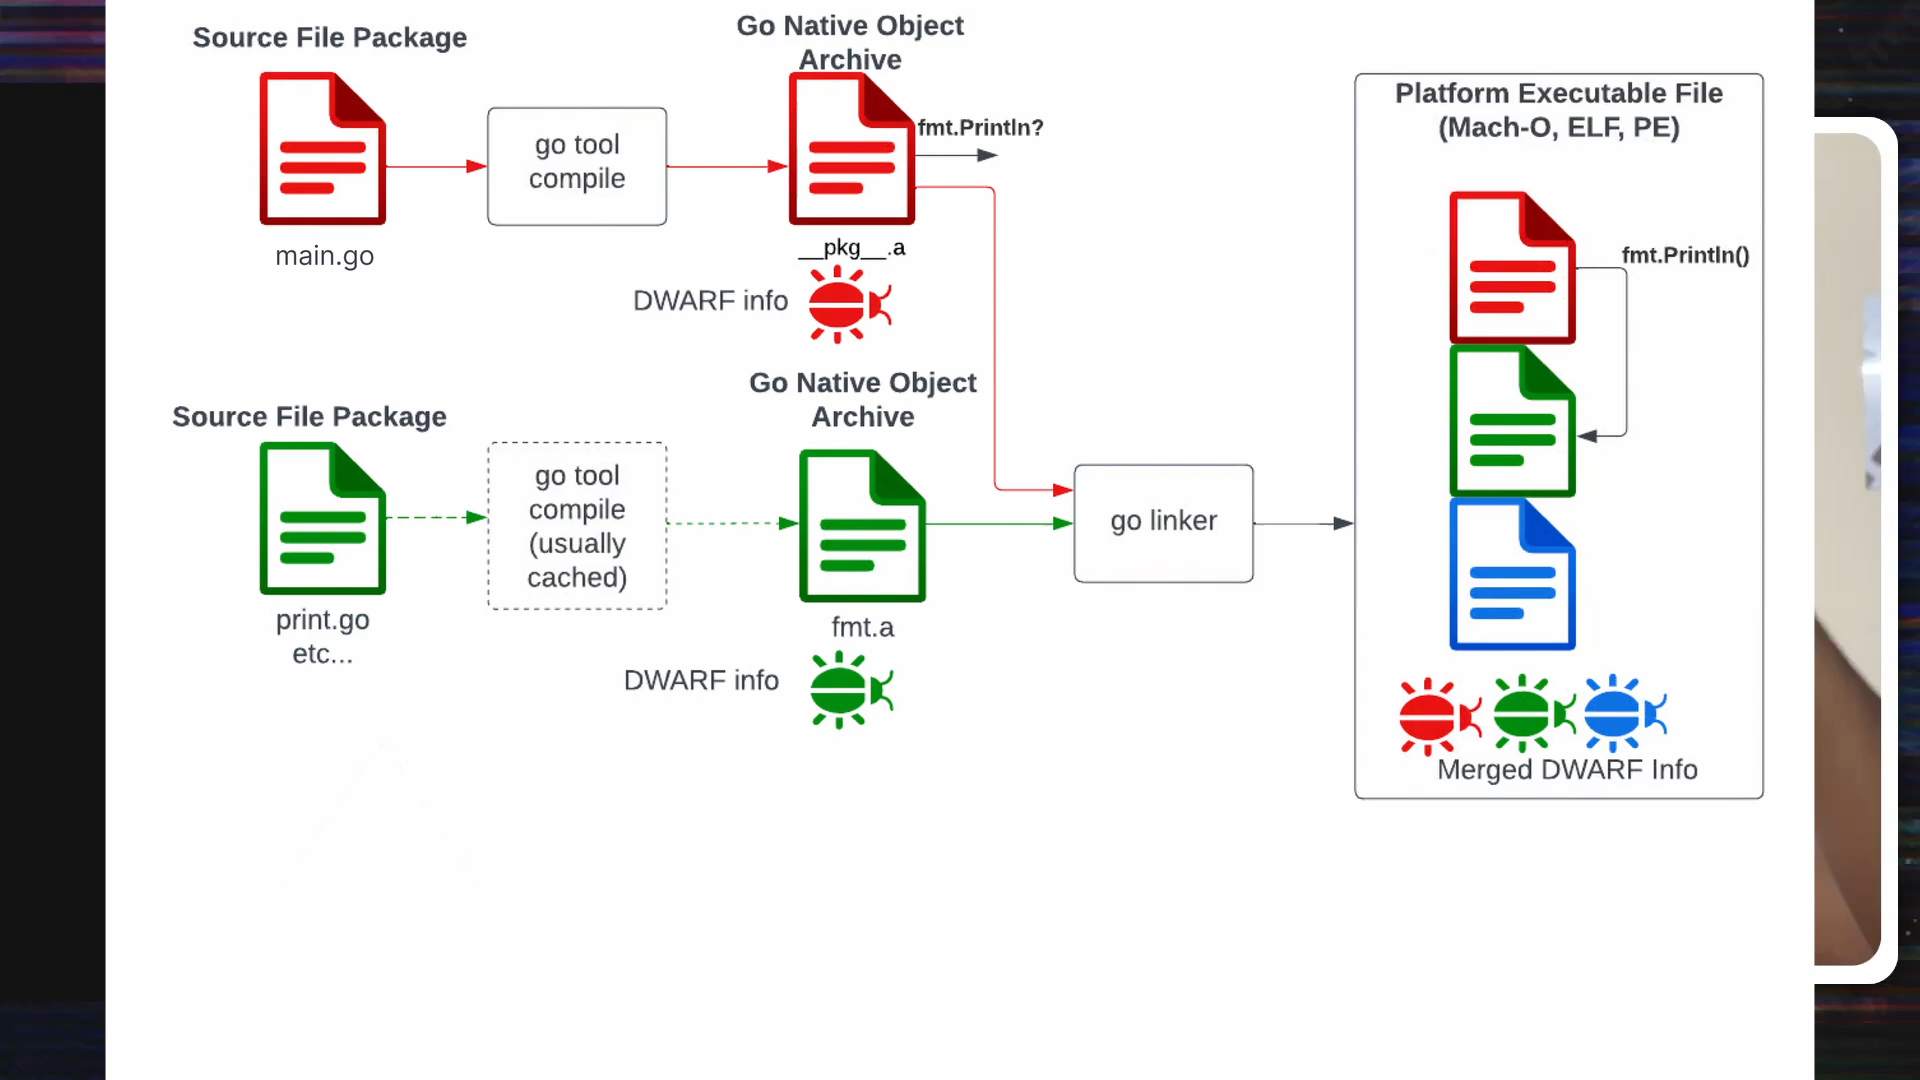 Source File Package
main.go
go tool
compile
Go Native Object
Archive
fmt.Println?
__pkg__.a
DWARF info
Source File Package
print.go
etc...
go tool
compile
(usually
cached)
Go Native Object
Archive
fmt.a
DWARF info
go linker
Platform Executable File
(Mach-O, ELF, PE)
fmt.Println()
Merged DWARF Info